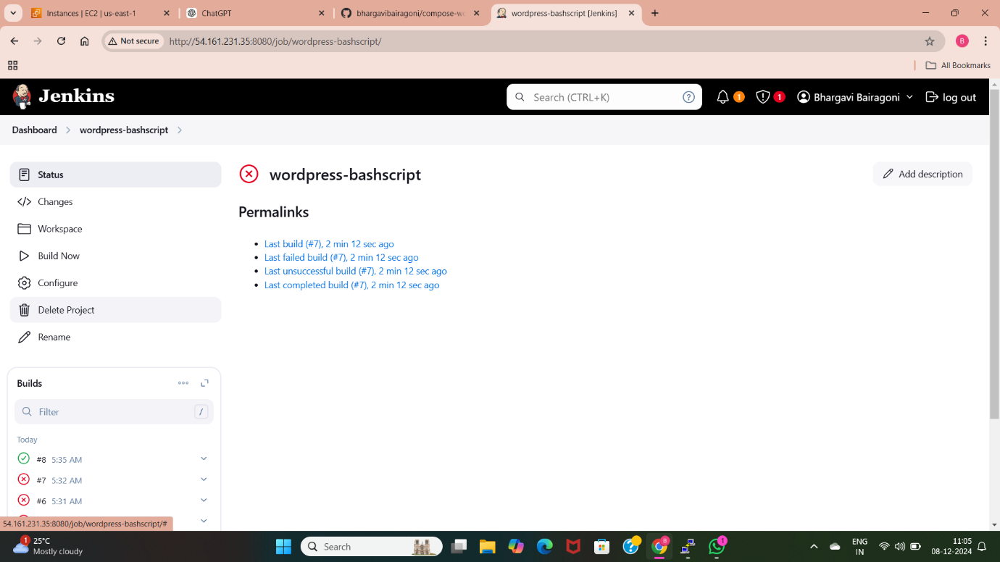 Instances | EC2 | us-east-1
ChatGPT
bhargavibairagoni/compose-wo
wordpress-bashscript [Jenkins]
Not secure
http://54.161.231.35:8080/job/wordpress-bashscript/
B
All Bookmarks
Jenkins
Search (CTRL+K)
1
1
Bhargavi Bairagoni
log out
Dashboard
wordpress-bashscript
Status
wordpress-bashscript
Add description
Changes
Workspace
Build Now
Configure
Delete Project
Rename
Permalinks
Last build (#7), 2 min 12 sec ago
Last failed build (#7), 2 min 12 sec ago
Last unsuccessful build (#7), 2 min 12 sec ago
Last completed build (#7), 2 min 12 sec ago
Builds
Filter
/
Today
#8 5:35 AM
#7 5:32 AM
#6 5:31 AM
54.161.231.35:8080/job/wordpress-bashscript/#
1
25°C
Mostly cloudy
Search
B
1
ENG
IN
11:05
08-12-2024